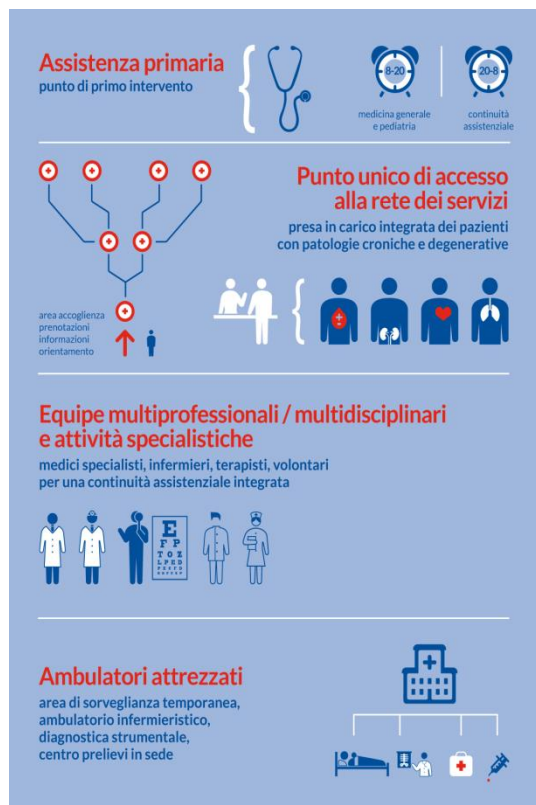 Assistenza primaria
punto di primo intervento
8-20
20-8
medicina generale
e pediatria
continuità
assistenziale
Punto unico di accesso
alla rete dei servizi
presa in carico integrata dei pazienti
con patologie croniche e degenerative
area accoglienza
prenotazioni
informazioni
orientamento
Equipe multiprofessionali / multidisciplinari
e attività specialistiche
medici specialisti, infermieri, terapisti, volontari
per una continuità assistenziale integrata
E
F P
T O Z
L P E D
Ambulatori attrezzati
area di sorveglianza temporanea,
ambulatorio infermieristico,
diagnostica strumentale,
centro prelievi in sede